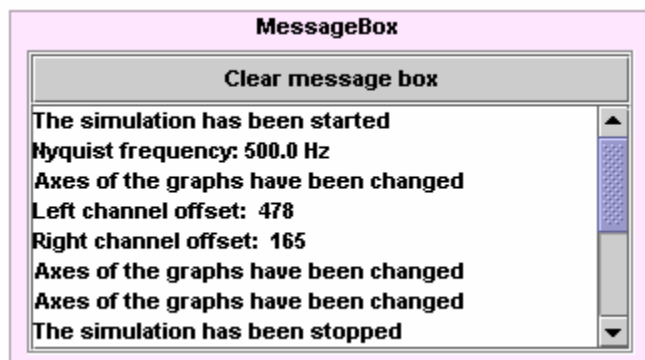 MessageBox
Clear message box
The simulation has been started
Nyquist frequency: 500.0 Hz
Axes of the graphs have been changed
Left channel offset: 478
Right channel offset: 165
Axes of the graphs have been changed
Axes of the graphs have been changed
The simulation has been stopped